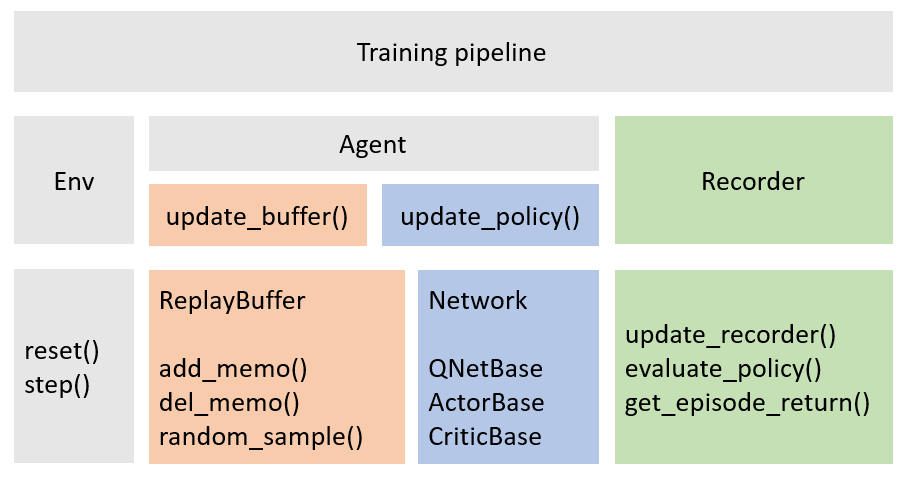 Training pipeline
Env
Agent
update_buffer()
update_policy()
Recorder
reset()
step()
ReplayBuffer
add_memo()
del_memo()
random_sample()
Network
QNetBase
ActorBase
CriticBase
update_recorder()
evaluate_policy()
get_episode_return()